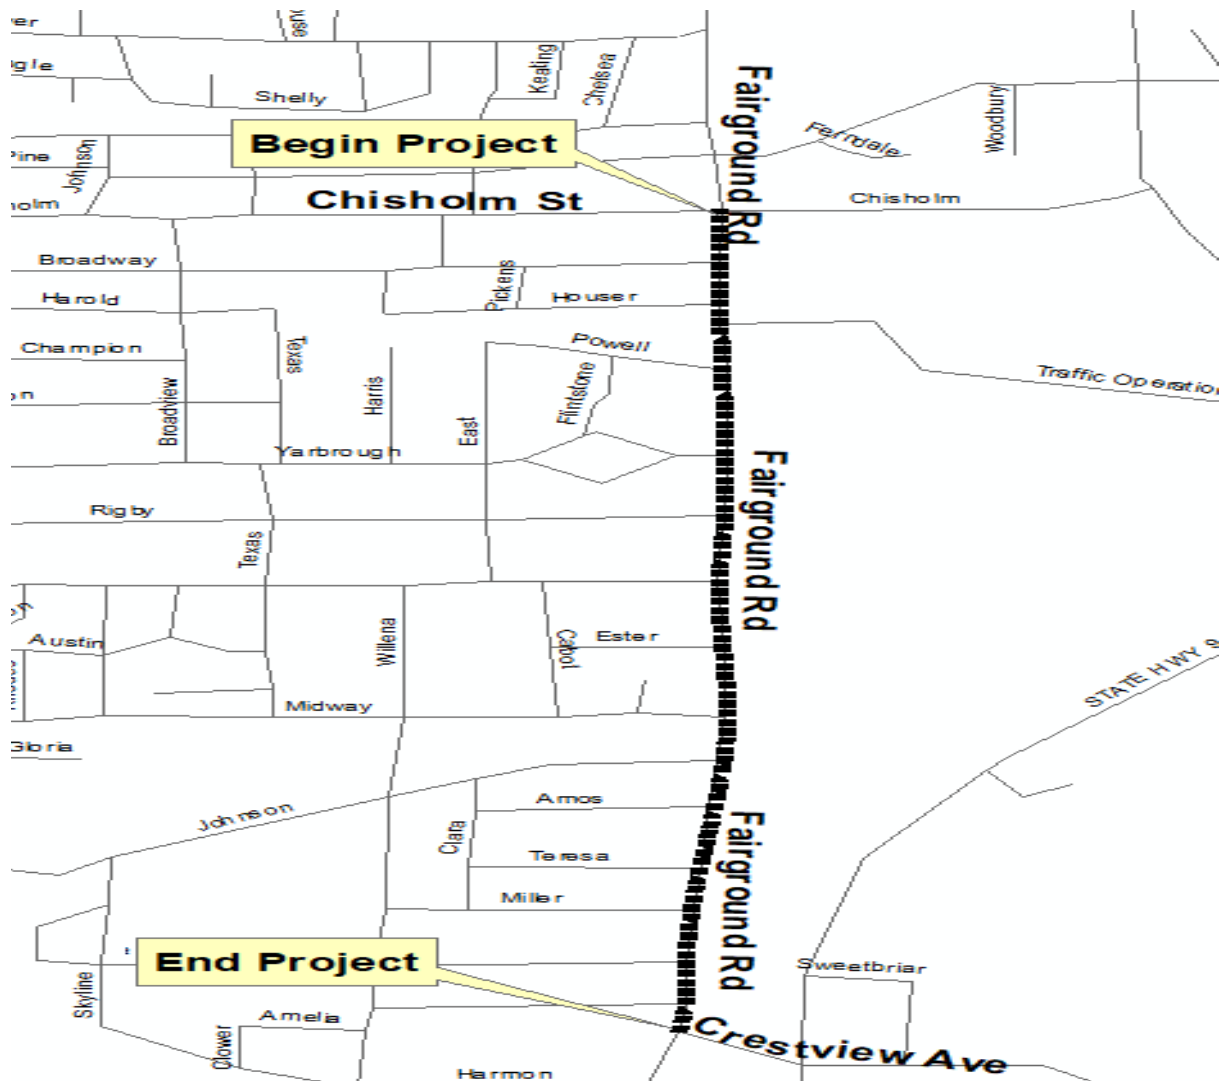 Keating
Chelsea
Shelly
Fairground Rd
Woodbury
Begin Project
Ferndale
Johnson
Chisholm St
Chisholm
Broadway
Pickens
Harold
Houser
Champion
Texas
Powell
Traffic Operation
Broadview
Harris
East
Flintstone
Yarbrough
Fairground Rd
Rigby
Texas
Austin
Willena
Cabot
Ester
STATE HWY 9
Midway
Gloria
Johnson
Amos
Clara
Fairground Rd
Teresa
Miller
End Project
Sweetbriar
Skyline
Amelia
Clower
Crestview Ave
Harmon